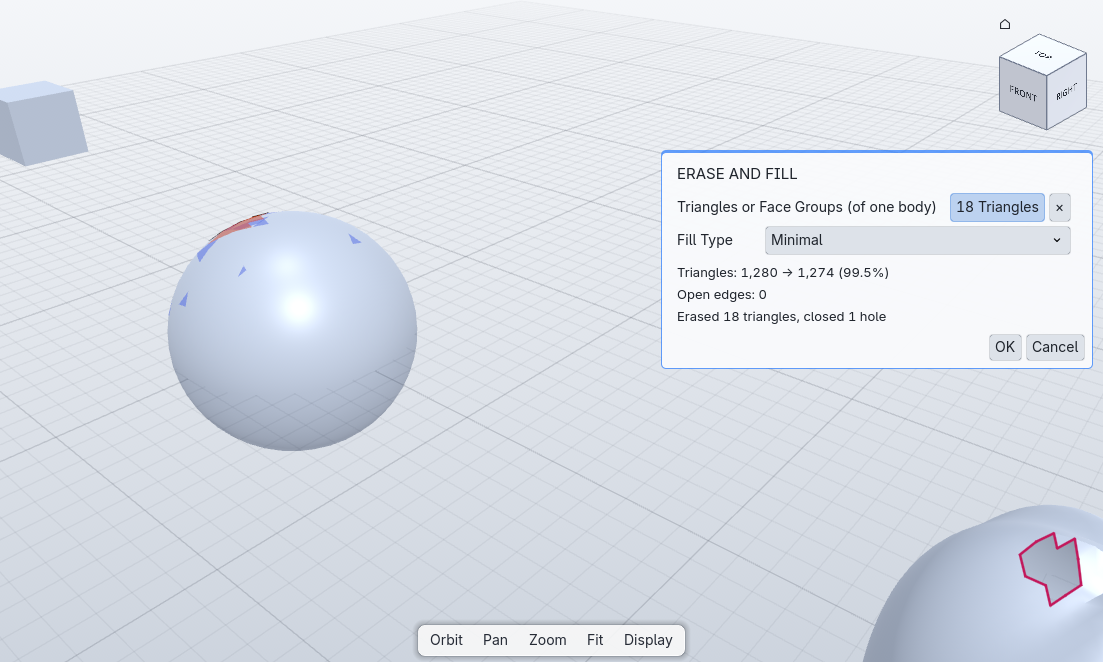 TOP
FRONT
RIGHT
ERASE AND FILL
Triangles or Face Groups (of one body)
18 Triangles
×
Fill Type
Minimal
Triangles: 1,280 → 1,274 (99.5%)
Open edges: 0
Erased 18 triangles, closed 1 hole
OK
Cancel
Orbit
Pan
Zoom
Fit
Display